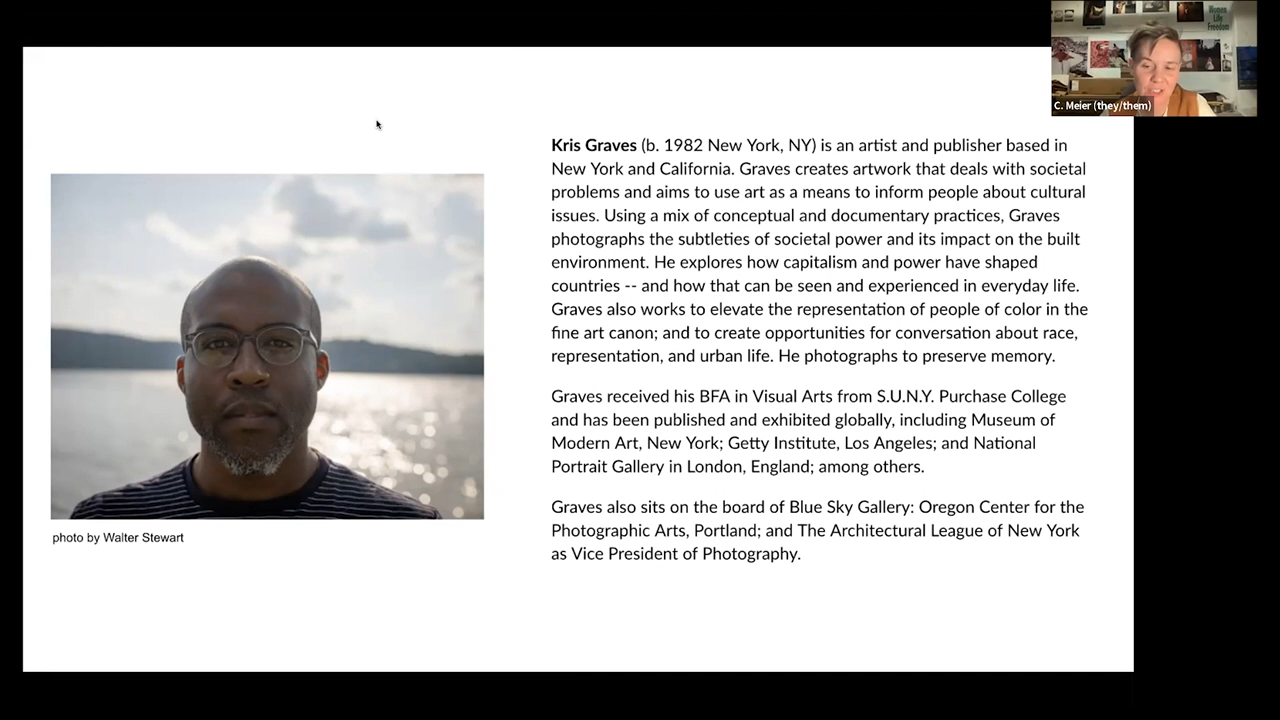 Women
Life
Freedom
C. Meier (they/them)
Kris Graves (b. 1982 New York, NY) is an artist and publisher based in
New York and California. Graves creates artwork that deals with societal
problems and aims to use art as a means to inform people about cultural
issues. Using a mix of conceptual and documentary practices, Graves
photographs the subtleties of societal power and its impact on the built
environment. He explores how capitalism and power have shaped
countries -- and how that can be seen and experienced in everyday life.
Graves also works to elevate the representation of people of color in the
fine art canon; and to create opportunities for conversation about race,
representation, and urban life. He photographs to preserve memory.
Graves received his BFA in Visual Arts from S.U.N.Y. Purchase College
and has been published and exhibited globally, including Museum of
Modern Art, New York; Getty Institute, Los Angeles; and National
Portrait Gallery in London, England; among others.
Graves also sits on the board of Blue Sky Gallery: Oregon Center for the
Photographic Arts, Portland; and The Architectural League of New York
as Vice President of Photography.
photo by Walter Stewart